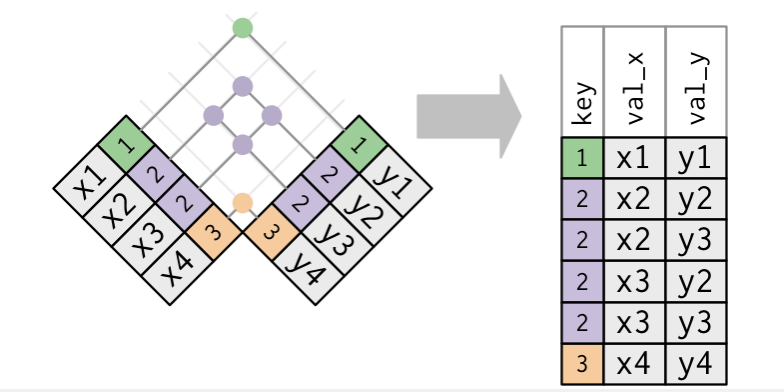 1 x1
2 x2
2 x3
3 x4
1 y1
2 y2
2 y3
3 y4
key val_x val_y
1 x1 y1
2 x2 y2
2 x2 y3
2 x3 y2
2 x3 y3
3 x4 y4